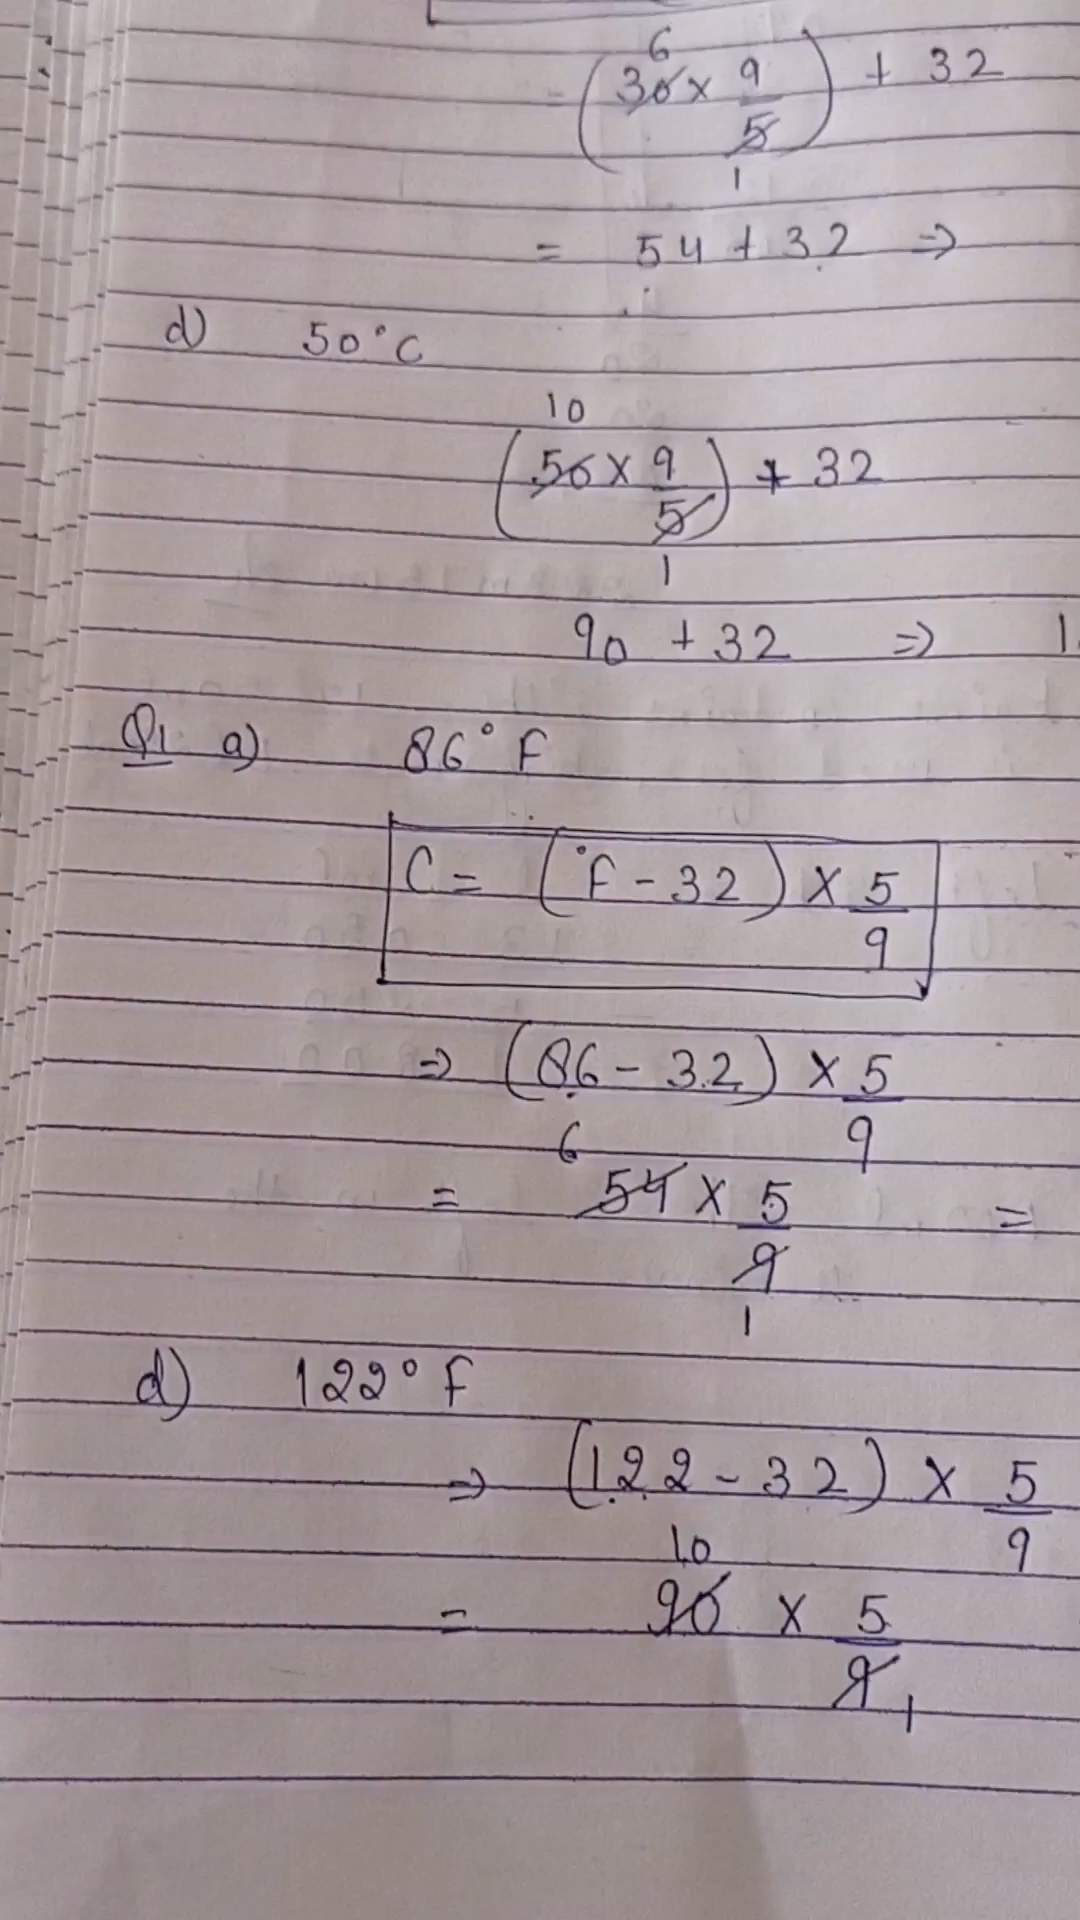 6
= (30 × 9/5) + 32
1
= 54 + 32 ⇒
d) 50°C
10
(50 × 9/5) + 32
1
90 + 32 ⇒ 1
Q1 a) 86° F
C = (°F - 32) × 5/9
⇒ (86 - 32) × 5/9
6
= 54 × 5/9 =
1
d) 122° F
⇒ (122 - 32) × 5/9
10
= 90 × 5/9
1